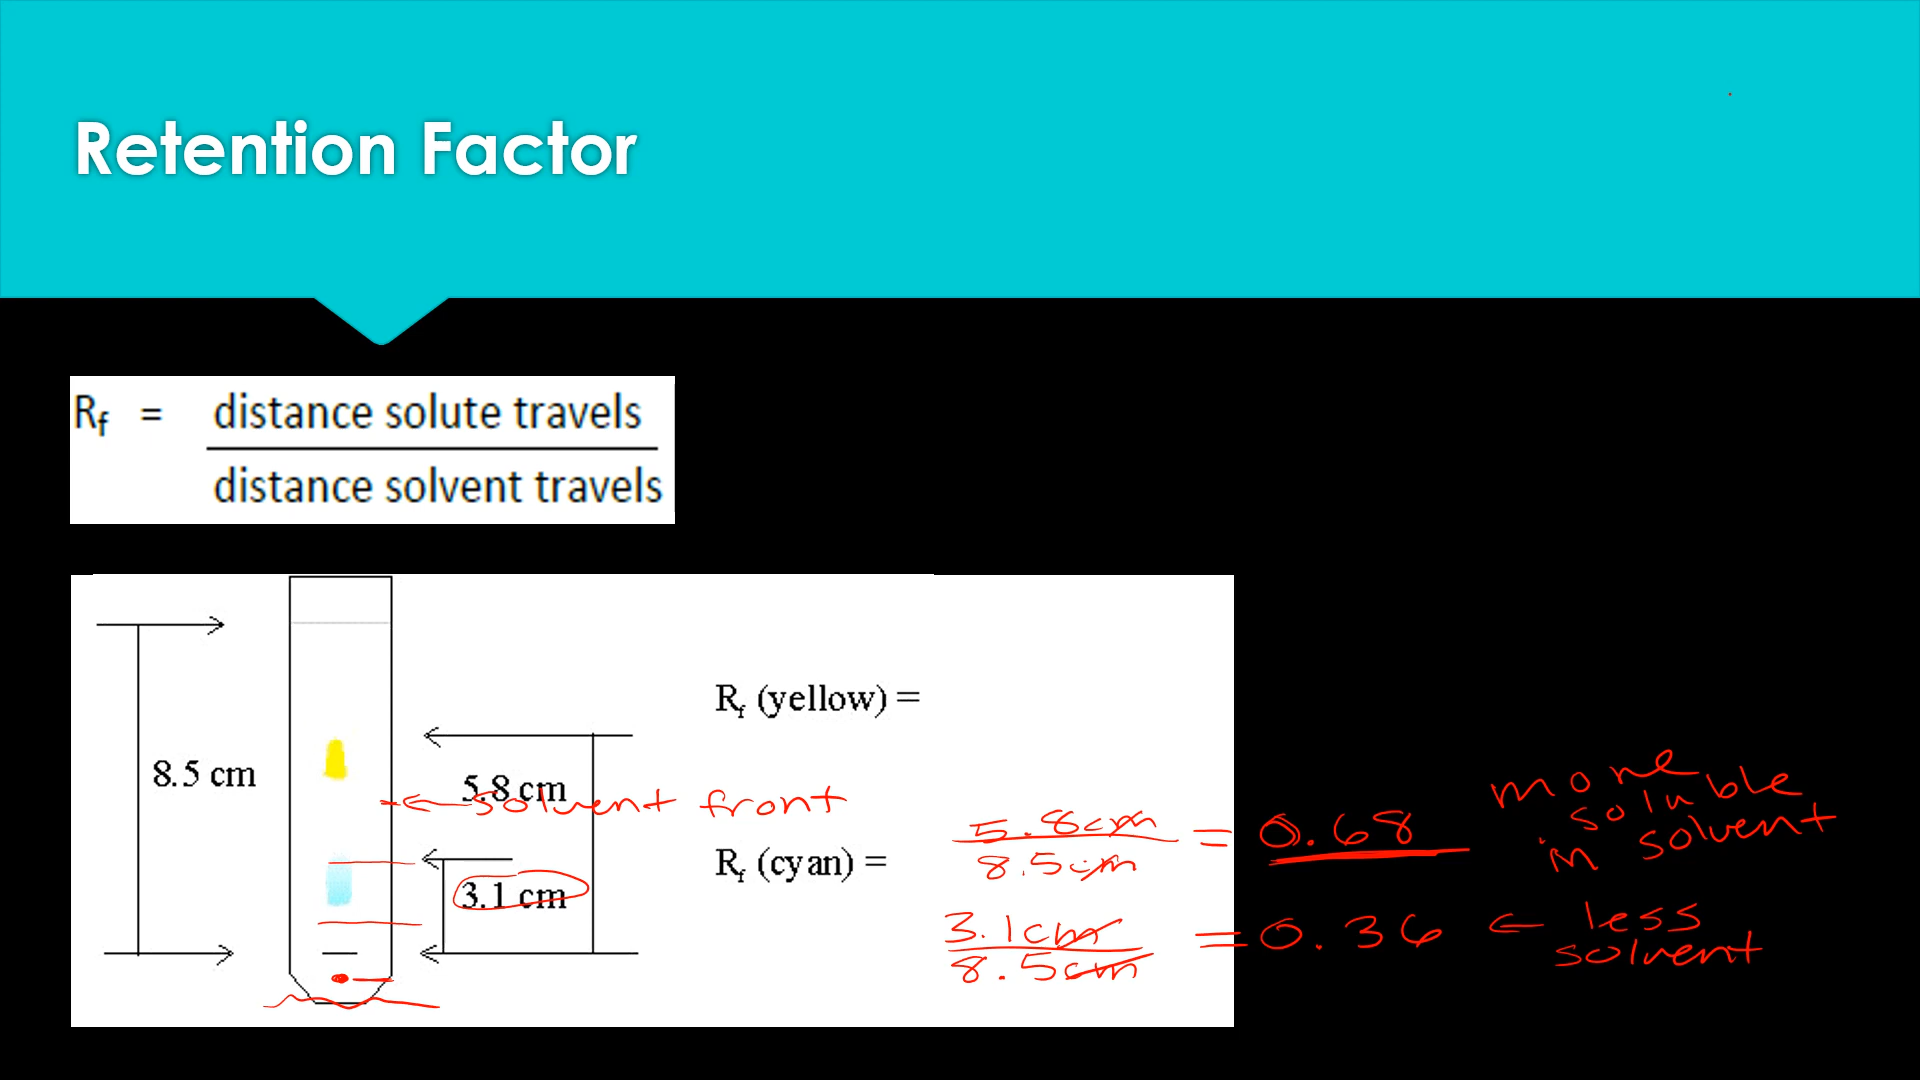 Retention Factor
Rf = distance solute travels
distance solvent travels
8.5 cm
5.8 cm
solvent front
3.1 cm
Rf (yellow) =
Rf (cyan) =
5.8cm
8.5cm
= 0.68
more
soluble
in solvent
3.1cm
8.5cm
= 0.36
← less
solvent